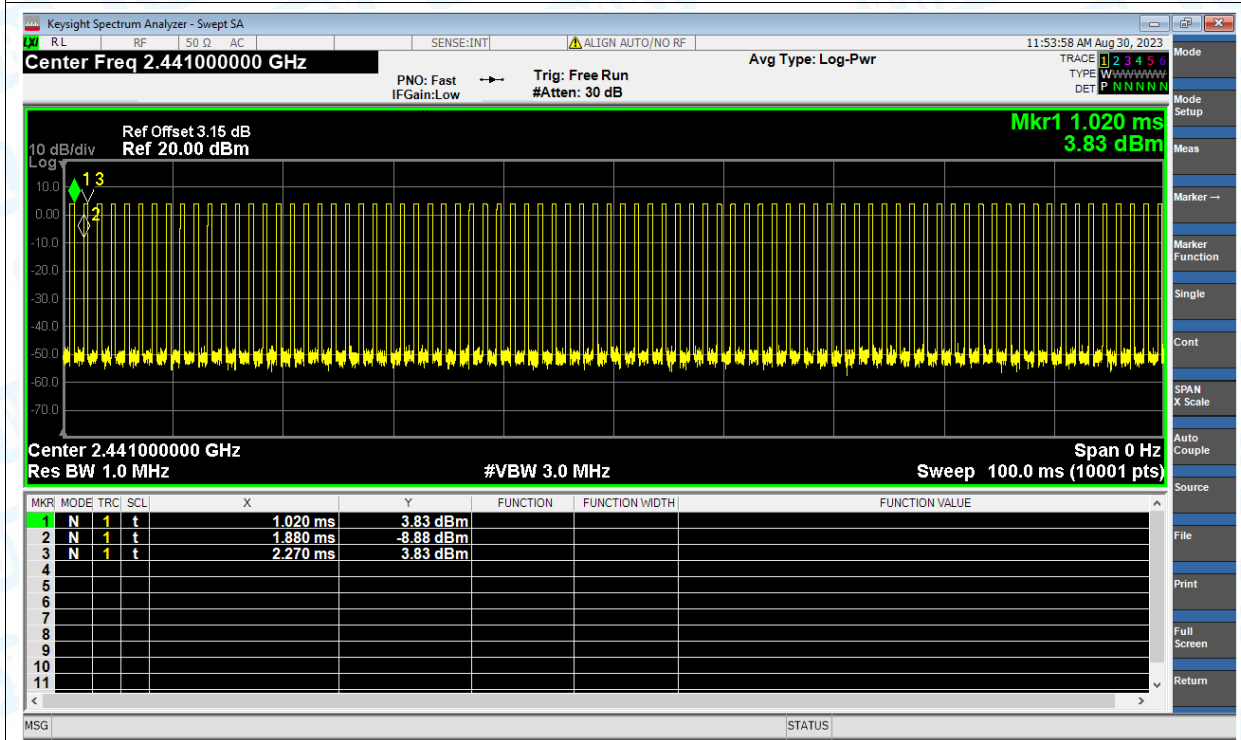 Keysight Spectrum Analyzer - Swept SA
LXI RL RF 50 Ω AC SENSE:INT ALIGN AUTO/NO RF 11:53:58 AM Aug 30, 2023
Center Freq 2.441000000 GHz
PNO: Fast
IFGain:Low
Trig: Free Run
#Atten: 30 dB
Avg Type: Log-Pwr
TRACE 1 2 3 4 5 6
TYPE WWWWWW
DET P N N N N N
Mkr1 1.020 ms
3.83 dBm
Ref Offset 3.15 dB
10 dB/div Ref 20.00 dBm
Log
10.0
0.00
-10.0
-20.0
-30.0
-40.0
-50.0
-60.0
-70.0
1 3
2
Center 2.441000000 GHz Span 0 Hz
Res BW 1.0 MHz #VBW 3.0 MHz Sweep 100.0 ms (10001 pts)
MKR MODE TRC SCL X Y FUNCTION FUNCTION WIDTH FUNCTION VALUE
1 N 1 t 1.020 ms 3.83 dBm
2 N 1 t 1.880 ms -8.88 dBm
3 N 1 t 2.270 ms 3.83 dBm
4
5
6
7
8
9
10
11
MSG STATUS
Mode
Mode
Setup
Meas
Marker→
Marker
Function
Single
Cont
SPAN
X Scale
Auto
Couple
Source
File
Print
Full
Screen
Return